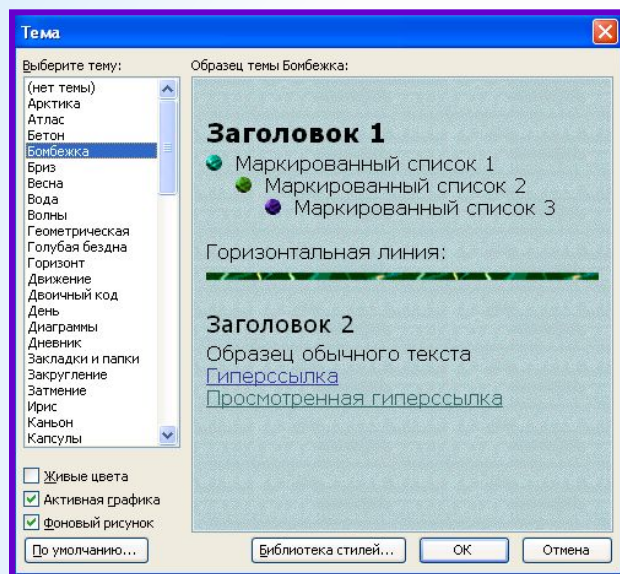 Тема
Выберите тему:
(нет темы)
Арктика
Атлас
Бетон
Бомбежка
Бриз
Весна
Вода
Волны
Геометрическая
Голубая бездна
Горизонт
Движение
Двоичный код
День
Диаграммы
Дневник
Закладки и папки
Закругление
Затмение
Ирис
Каньон
Капсулы
Живые цвета
Активная графика
Фоновый рисунок
По умолчанию...
Образец темы Бомбежка:
Заголовок 1
Маркированный список 1
Маркированный список 2
Маркированный список 3
Горизонтальная линия:
Заголовок 2
Образец обычного текста
Гиперссылка
Просмотренная гиперссылка
Библиотека стилей...
ОК
Отмена